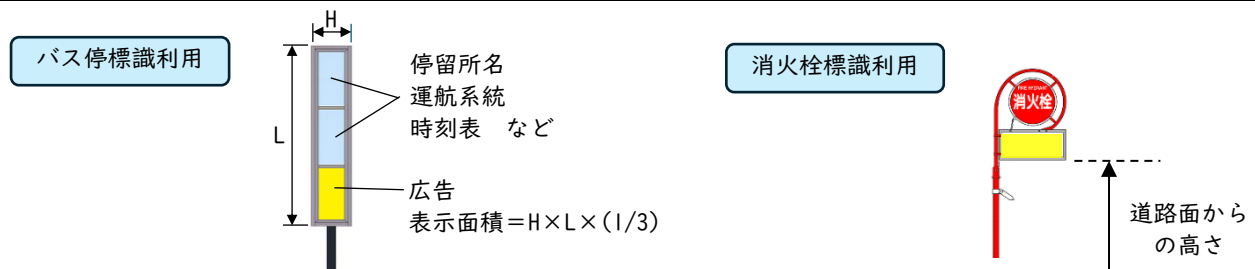 バス停標識利用
H
L
停留所名
運航系統
時刻表　など
広告
表示面積＝H×L×(1/3)
消火栓標識利用
FIRE HYDRANT
消火栓
道路面から
の高さ